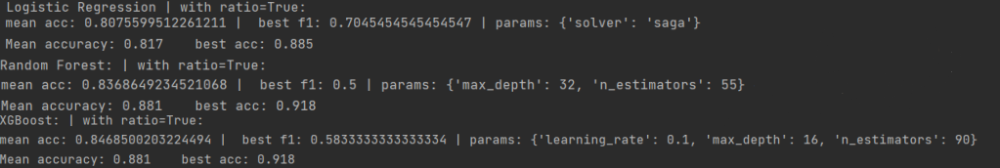 Logistic Regression | with ratio=True:
mean acc: 0.8075599512261211 |  best f1: 0.7045454545454547 | params: {'solver': 'saga'}
Mean accuracy: 0.817    best acc: 0.885
Random Forest: | with ratio=True:
mean acc: 0.8368649234521068 |  best f1: 0.5 | params: {'max_depth': 32, 'n_estimators': 55}
Mean accuracy: 0.881    best acc: 0.918
XGBoost: | with ratio=True:
mean acc: 0.8468500203224494 |  best f1: 0.5833333333333334 | params: {'learning_rate': 0.1, 'max_depth': 16, 'n_estimators': 90}
Mean accuracy: 0.881    best acc: 0.918